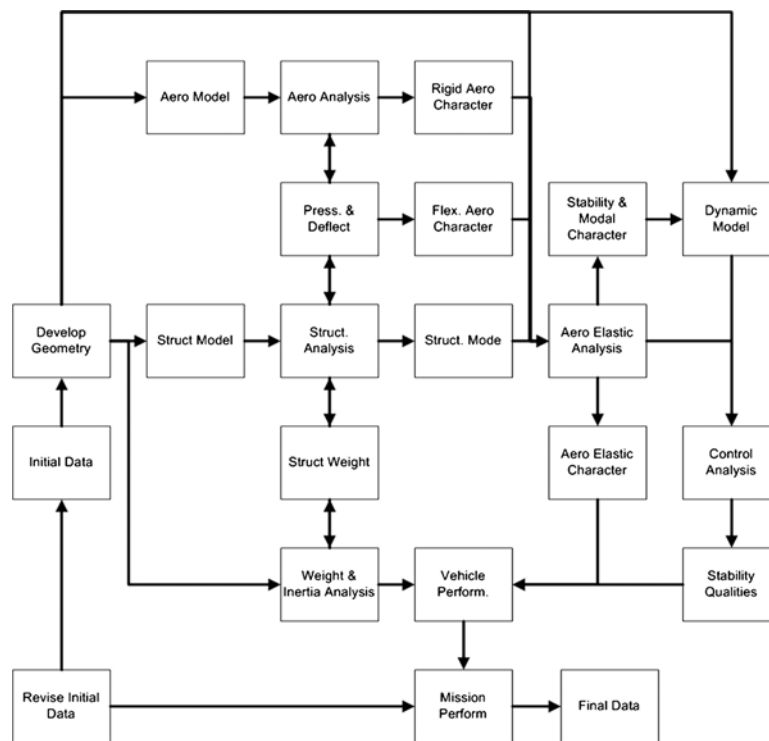 Aero Model
Aero Analysis
Rigid Aero
Character
Press. &
Deflect
Flex. Aero
Character
Stability &
Modal
Character
Dynamic
Model
Develop
Geometry
Struct Model
Struct.
Analysis
Struct. Mode
Aero Elastic
Analysis
Initial Data
Struct Weight
Aero Elastic
Character
Control
Analysis
Weight &
Inertia Analysis
Vehicle
Perform.
Stability
Qualities
Revise Initial
Data
Mission
Perform
Final Data